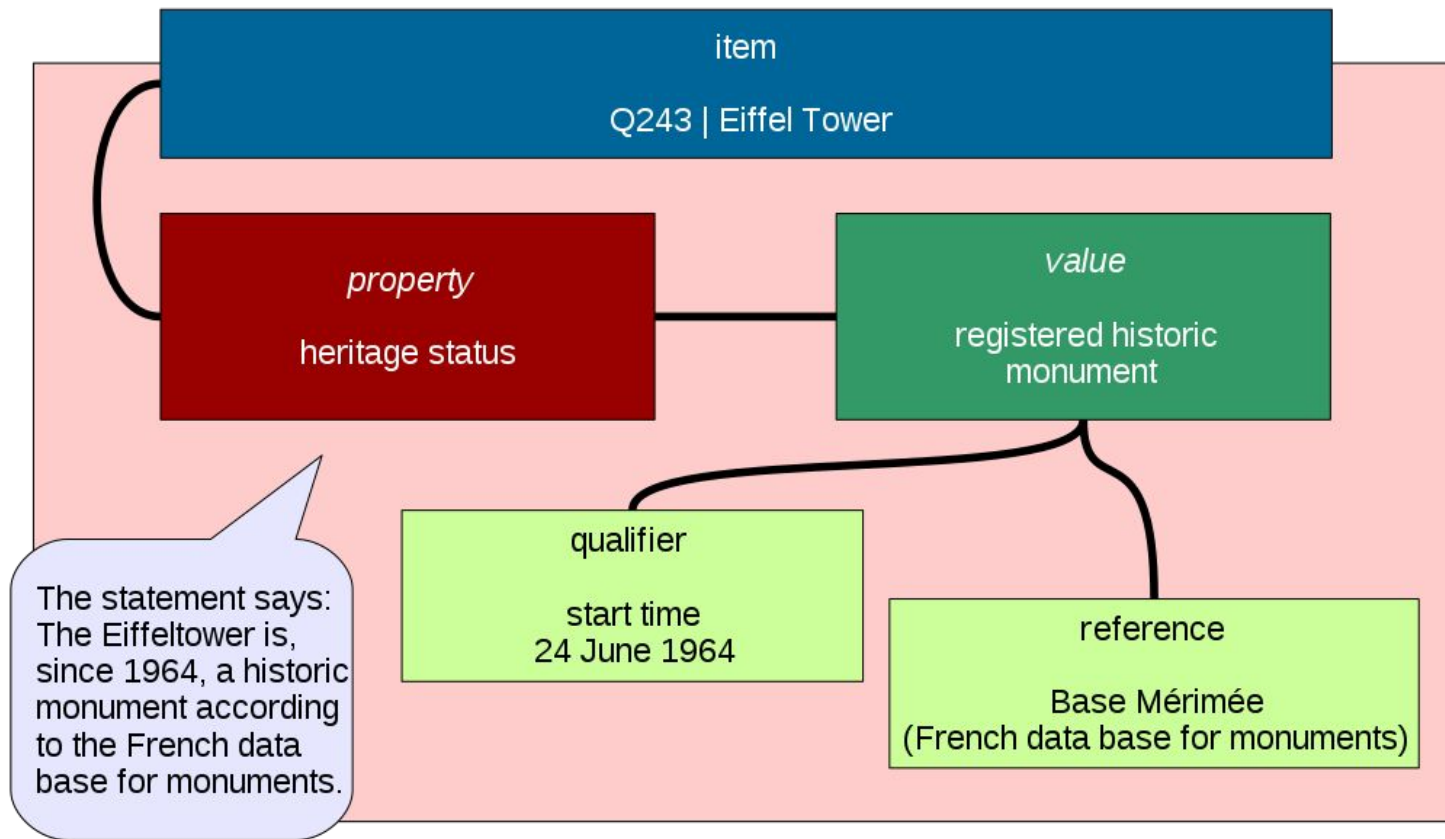 item
Q243 | Eiffel Tower
property
heritage status
value
registered historic
monument
qualifier
start time
24 June 1964
reference
Base Mérimée
(French data base for monuments)
The statement says:
The Eiffeltower is,
since 1964, a historic
monument according
to the French data
base for monuments.